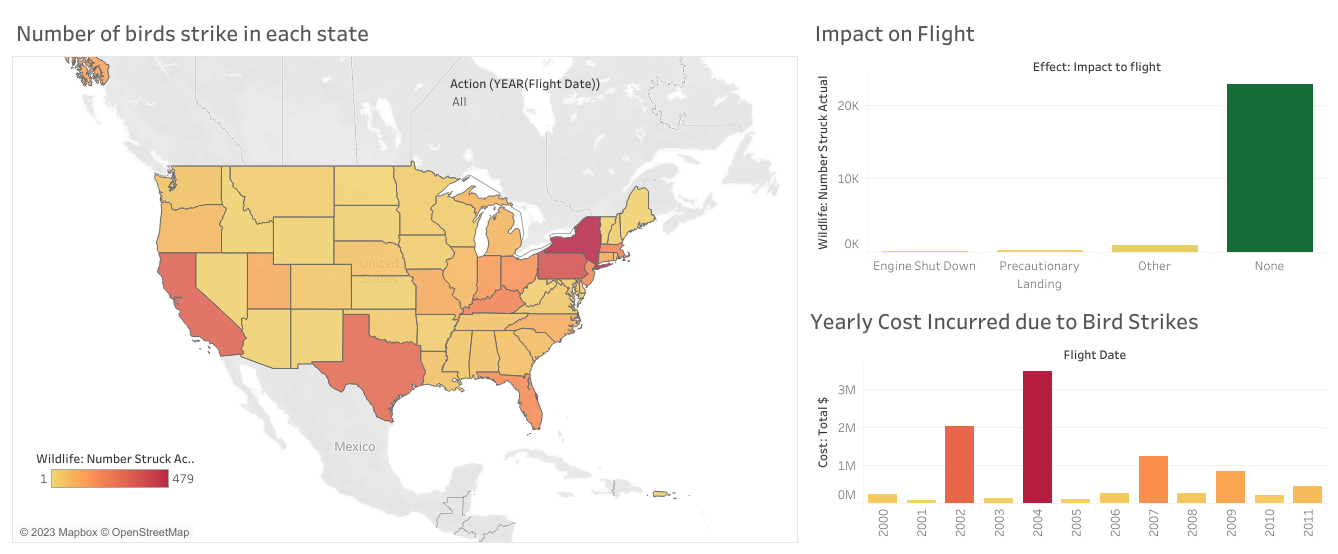 Number of birds strike in each state
Action (YEAR(Flight Date))
All
United
States
Mexico
Wildlife: Number Struck Ac..
1
479
© 2023 Mapbox © OpenStreetMap
Impact on Flight
Effect: Impact to flight
Wildlife: Number Struck Actual
20K
10K
0K
Engine Shut Down
Precautionary
Landing
Other
None
Yearly Cost Incurred due to Bird Strikes
Flight Date
Cost: Total $
3M
2M
1M
0M
2000
2001
2002
2003
2004
2005
2006
2007
2008
2009
2010
2011